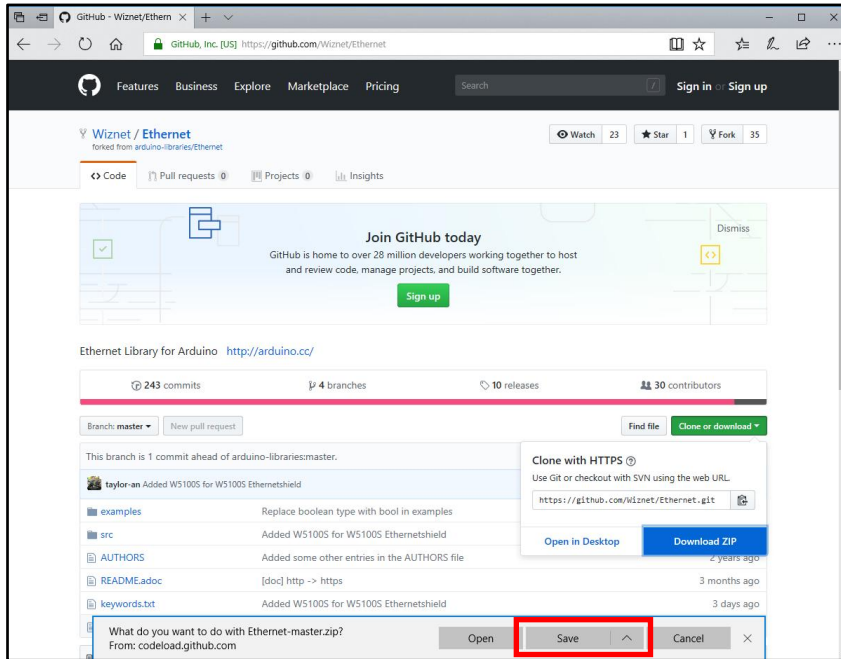 GitHub - Wiznet/Ethern
GitHub, Inc. [US] https://github.com/Wiznet/Ethernet
Features Business Explore Marketplace Pricing Search / Sign in or Sign up
Wiznet / Ethernet
forked from arduino-libraries/Ethernet
Watch 23 Star 1 Fork 35
Code Pull requests 0 Projects 0 Insights
Join GitHub today
Dismiss
GitHub is home to over 28 million developers working together to host
and review code, manage projects, and build software together.
Sign up
Ethernet Library for Arduino http://arduino.cc/
243 commits 4 branches 10 releases 30 contributors
Branch: master New pull request Find file Clone or download
This branch is 1 commit ahead of arduino-libraries:master.
taylor-an Added W5100S for W5100S Ethernetshield
Clone with HTTPS
Use Git or checkout with SVN using the web URL.
https://github.com/Wiznet/Ethernet.git
Open in Desktop Download ZIP
examples Replace boolean type with bool in examples
src Added W5100S for W5100S Ethernetshield
AUTHORS Added some other entries in the AUTHORS file 2 years ago
README.adoc [doc] http -> https 3 months ago
keywords.txt Added W5100S for W5100S Ethernetshield 3 days ago
What do you want to do with Ethernet-master.zip?
From: codeload.github.com
Open Save Cancel